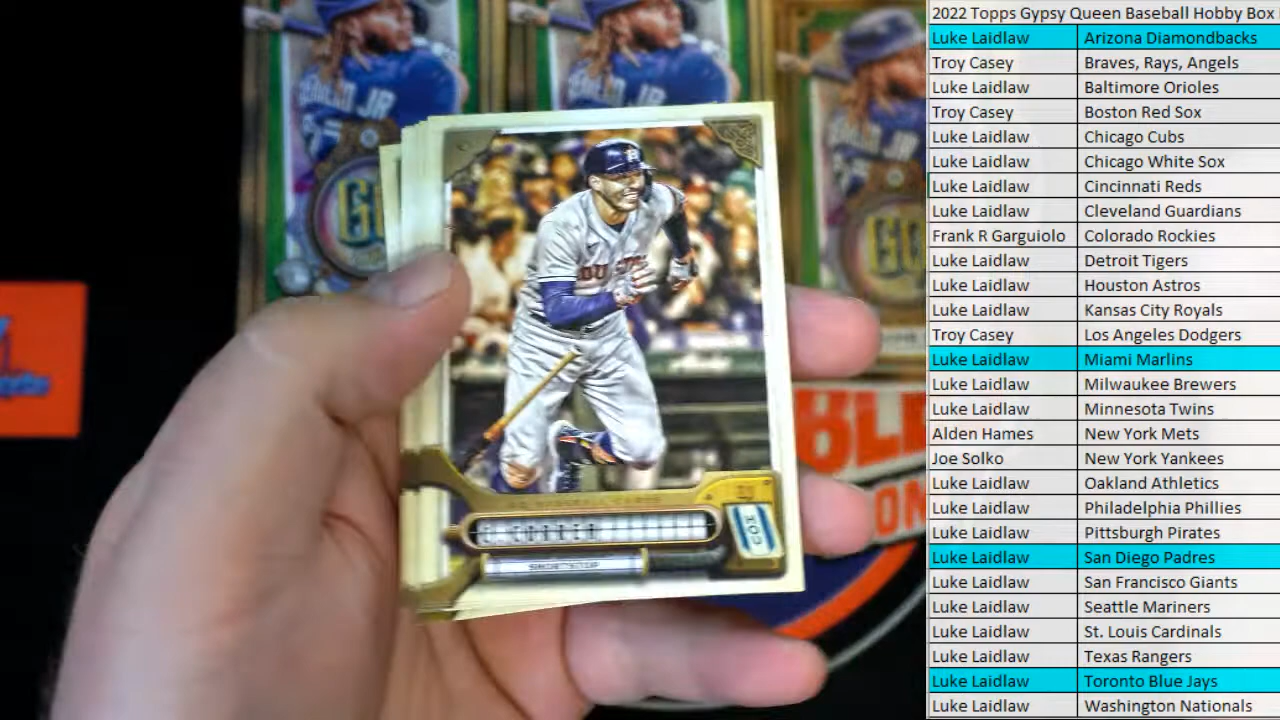 2022 Topps Gypsy Queen Baseball Hobby Box
Luke Laidlaw Arizona Diamondbacks
Troy Casey Braves, Rays, Angels
Luke Laidlaw Baltimore Orioles
Troy Casey Boston Red Sox
Luke Laidlaw Chicago Cubs
Luke Laidlaw Chicago White Sox
Luke Laidlaw Cincinnati Reds
Luke Laidlaw Cleveland Guardians
Frank R Garguiolo Colorado Rockies
Luke Laidlaw Detroit Tigers
Luke Laidlaw Houston Astros
Luke Laidlaw Kansas City Royals
Troy Casey Los Angeles Dodgers
Luke Laidlaw Miami Marlins
Luke Laidlaw Milwaukee Brewers
Luke Laidlaw Minnesota Twins
Alden Hames New York Mets
Joe Solko New York Yankees
Luke Laidlaw Oakland Athletics
Luke Laidlaw Philadelphia Phillies
Luke Laidlaw Pittsburgh Pirates
Luke Laidlaw San Diego Padres
Luke Laidlaw San Francisco Giants
Luke Laidlaw Seattle Mariners
Luke Laidlaw St. Louis Cardinals
Luke Laidlaw Texas Rangers
Luke Laidlaw Toronto Blue Jays
Luke Laidlaw Washington Nationals
HOU
SHORTSTOP